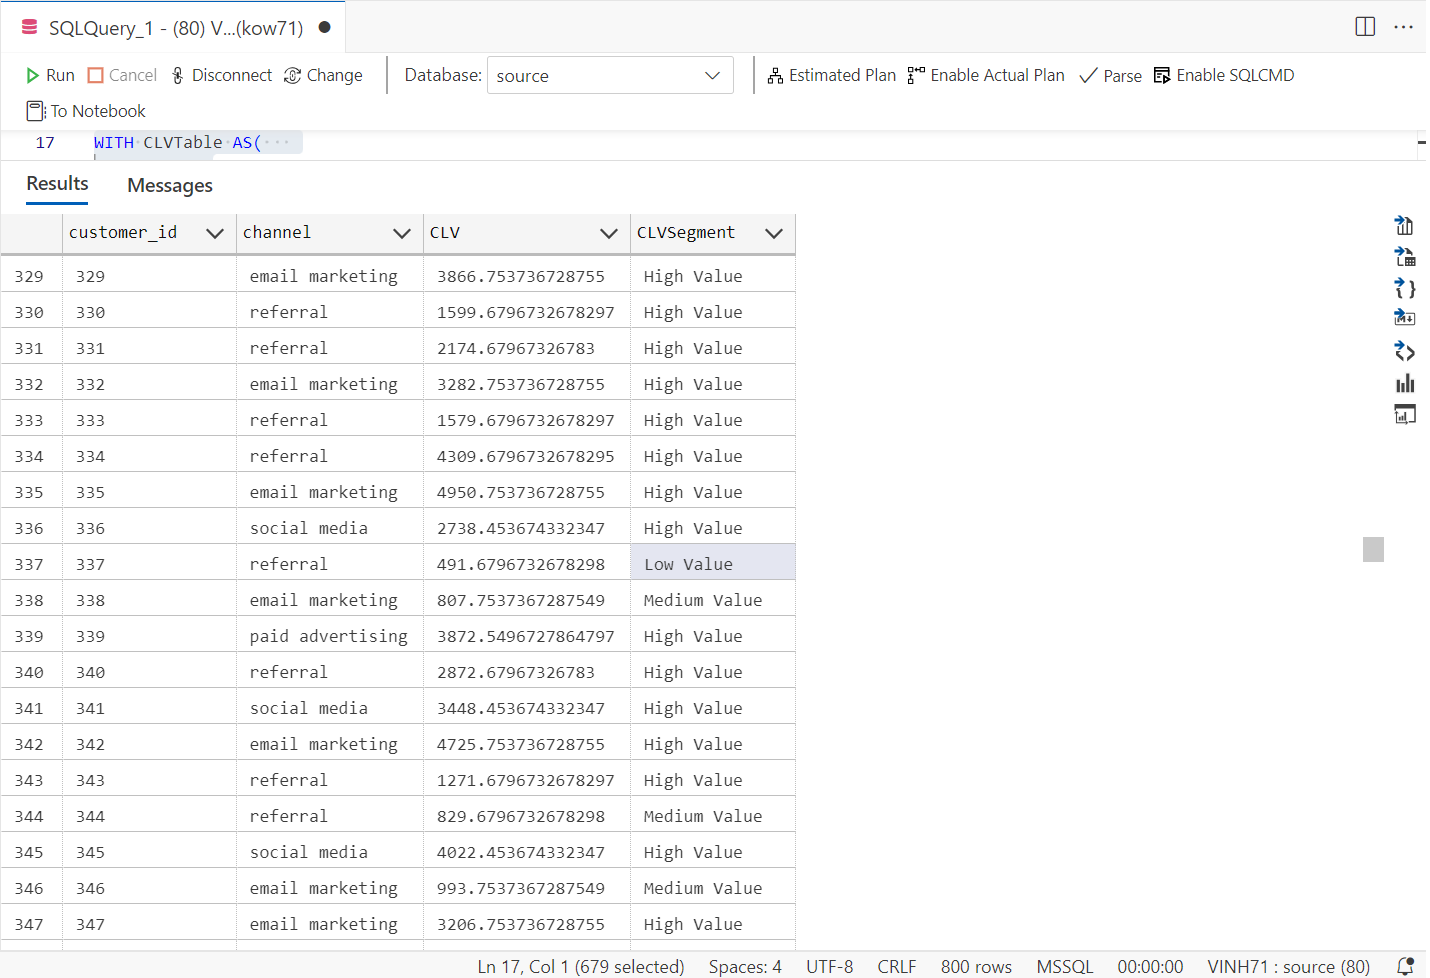 SQLQuery_1 - (80) V...(kow71)
Run Cancel Disconnect Change Database: source Estimated Plan Enable Actual Plan Parse Enable SQLCMD
To Notebook
17 WITH CLVTable AS(
Results Messages
customer_id channel CLV CLVSegment
329 329 email marketing 3866.753736728755 High Value
330 330 referral 1599.6796732678297 High Value
331 331 referral 2174.67967326783 High Value
332 332 email marketing 3282.753736728755 High Value
333 333 referral 1579.6796732678297 High Value
334 334 referral 4309.6796732678295 High Value
335 335 email marketing 4950.753736728755 High Value
336 336 social media 2738.453674332347 High Value
337 337 referral 491.6796732678298 Low Value
338 338 email marketing 807.7537367287549 Medium Value
339 339 paid advertising 3872.5496727864797 High Value
340 340 referral 2872.67967326783 High Value
341 341 social media 3448.453674332347 High Value
342 342 email marketing 4725.753736728755 High Value
343 343 referral 1271.6796732678297 High Value
344 344 referral 829.6796732678298 Medium Value
345 345 social media 4022.453674332347 High Value
346 346 email marketing 993.7537367287549 Medium Value
347 347 email marketing 3206.753736728755 High Value
Ln 17, Col 1 (679 selected) Spaces: 4 UTF-8 CRLF 800 rows MSSQL 00:00:00 VINH71 : source (80)